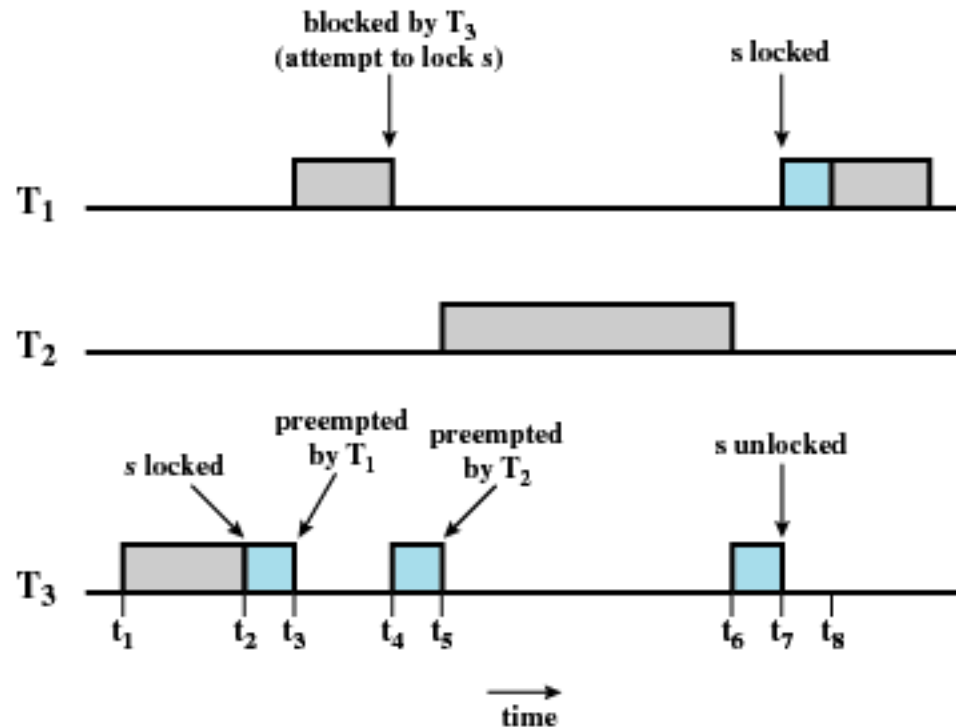 blocked by T3
(attempt to lock s)
s locked
T1
T2
s locked
preempted
by T1
preempted
by T2
s unlocked
T3
t1 t2 t3 t4 t5 t6 t7 t8
time